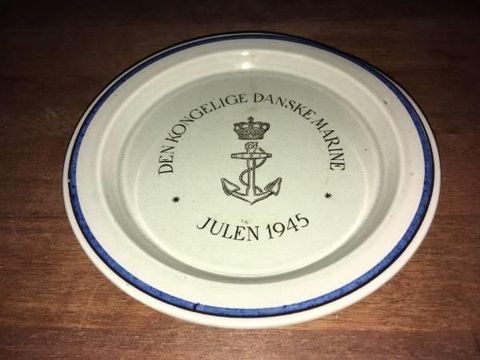 DEN KONGELIGE DANSKE MARINE
JULEN 1945